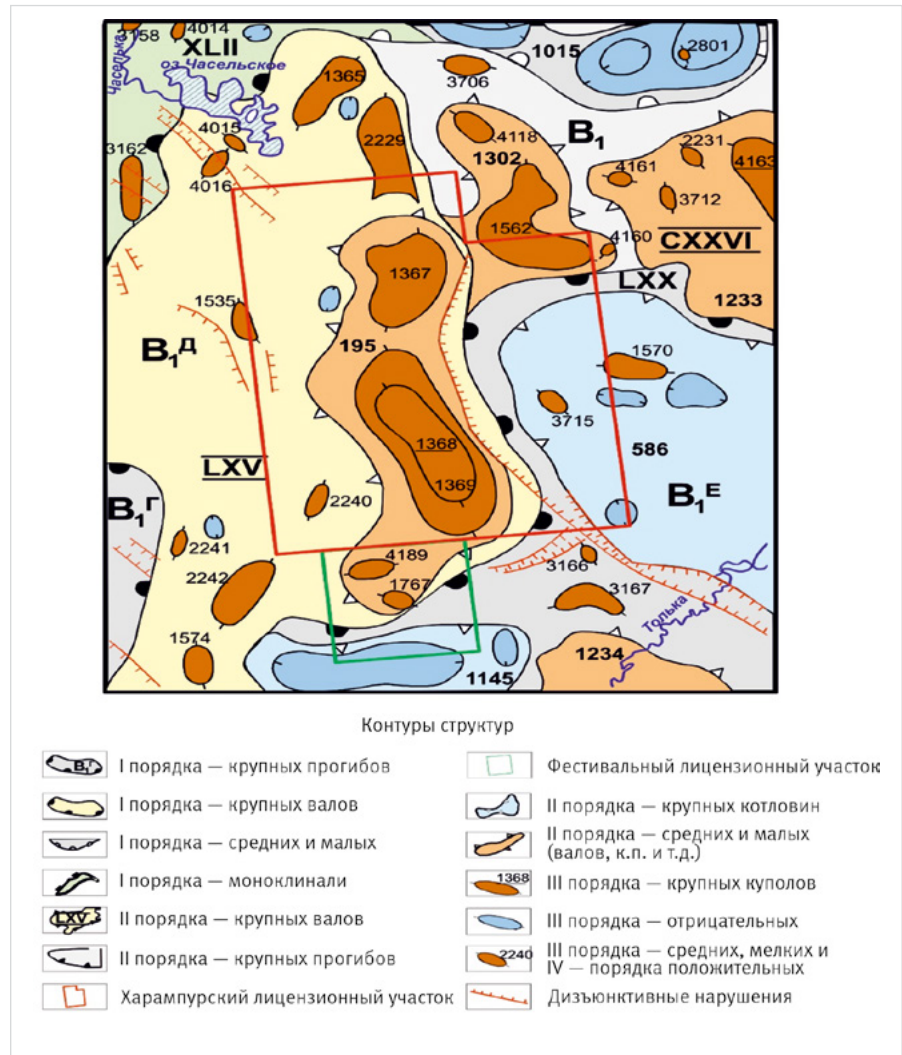 3158
4014
XLII
оз Часельское
Часелька
1365
1015
2801
3706
4118
B₁
1302
4015
4016
3162
2229
2231
4161
4163
3712
1562
4160
CXXVI
LXX
1233
1367
1535
195
B₁Д
1570
3715
586
1368
1369
LXV
2240
B₁Г
B₁Е
2241
2242
4189
1767
3166
3167
Толька
1574
1145
1234
Контуры структур
B₁Г
I порядка — крупных прогибов
I порядка — крупных валов
I порядка — средних и малых
I порядка — моноклинали
LXV
II порядка — крупных валов
II порядка — крупных прогибов
Харампурский лицензионный участок
Фестивальный лицензионный участок
II порядка — крупных котловин
II порядка — средних и малых
(валов, к.п. и т.д.)
1368
III порядка — крупных куполов
III порядка — отрицательных
2240
III порядка — средних, мелких и
IV — порядка положительных
Дизъюнктивные нарушения